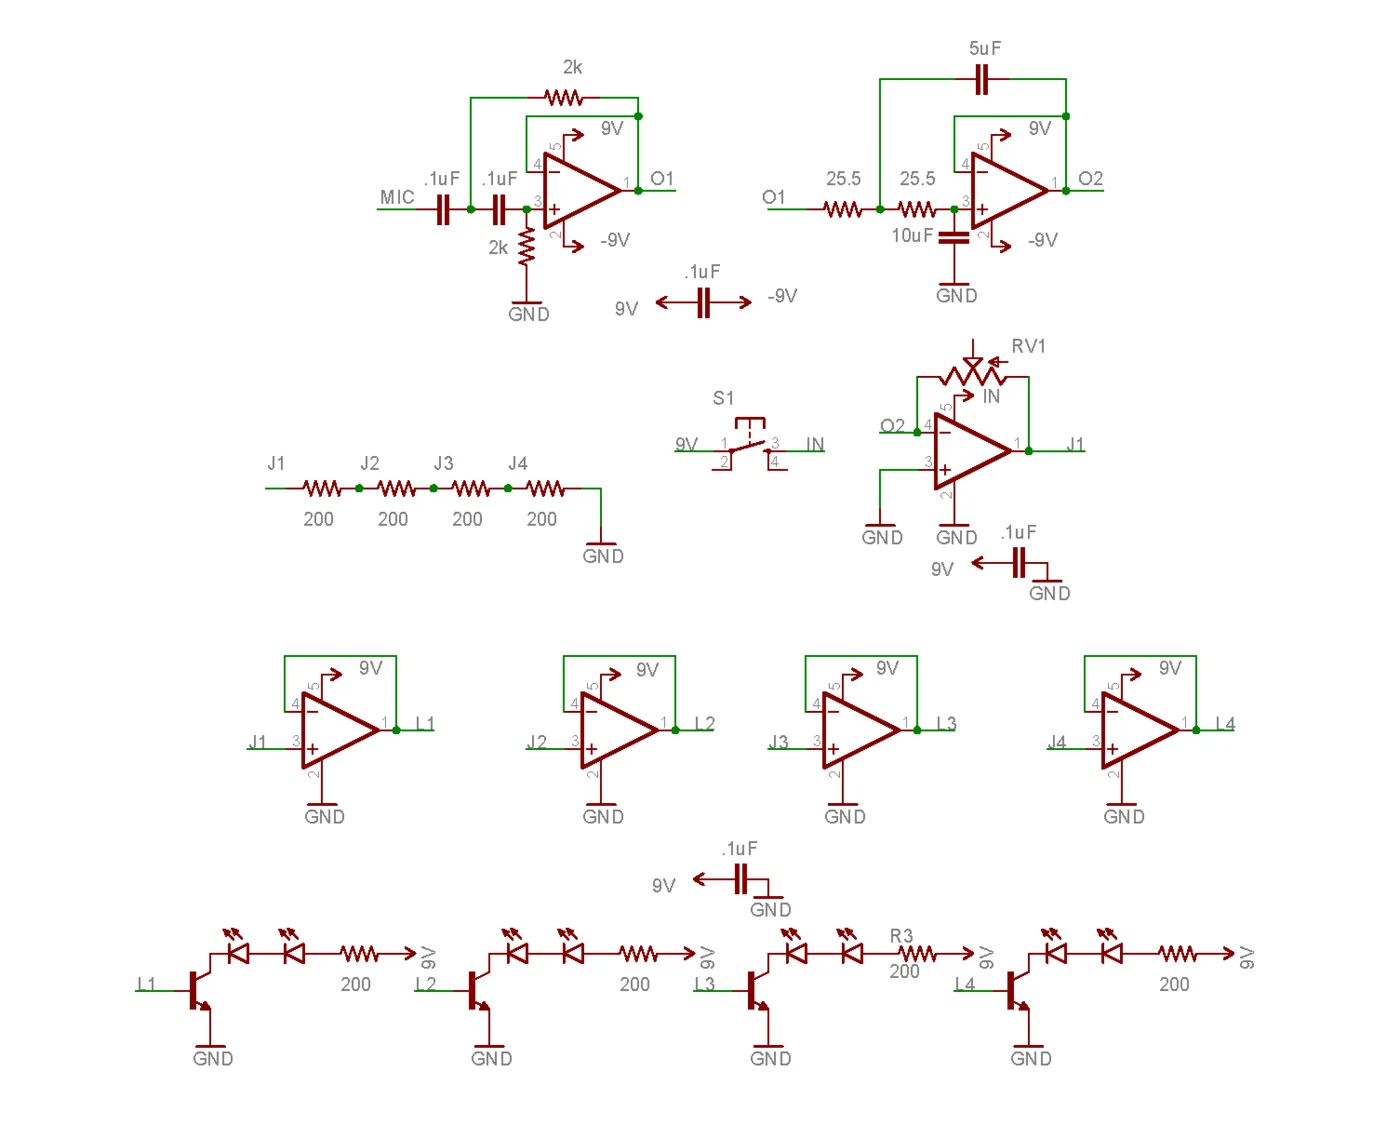 5uF
2k
9V 9V
5 5
4 4
.1uF .1uF 25.5 25.5
MIC 3 1 O1 O1 3 1 O2
2k 2 -9V 10uF 2 -9V
GND GND
.1uF
9V -9V
RV1
S1 5 IN
9V 1 3 IN O2 4 1 J1
2 4 3
J1 J2 J3 J4
2
200 200 200 200
GND GND
.1uF
GND
9V
GND
9V 9V 9V 9V
5 5 5 5
4 4 4 4
J1 3 1 L1 J2 3 1 L2 J3 3 1 L3 J4 3 1 L4
2 2 2 2
GND GND GND GND
.1uF
9V
GND
R3
9V 9V 9V 9V
200 200 200 200
L1 L2 L3 L4
GND GND GND GND